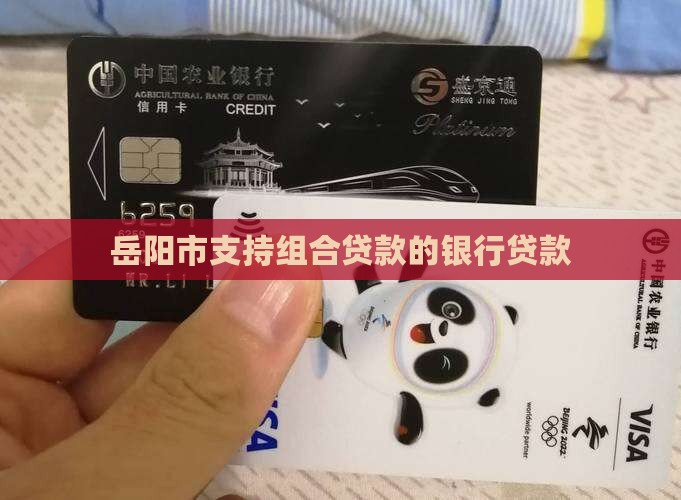 中国农业银行
AGRICULTURAL BANK OF CHINA
信用卡 CREDIT
盛京通
SHENG JING TONG
Platinum
6259
岳阳市支持组合贷款的银行贷款
MR.LI L
中国农业银行
AGRICULTURAL BANK OF CHINA
BEIJING 2022
worldwide partner
VISA
VISA